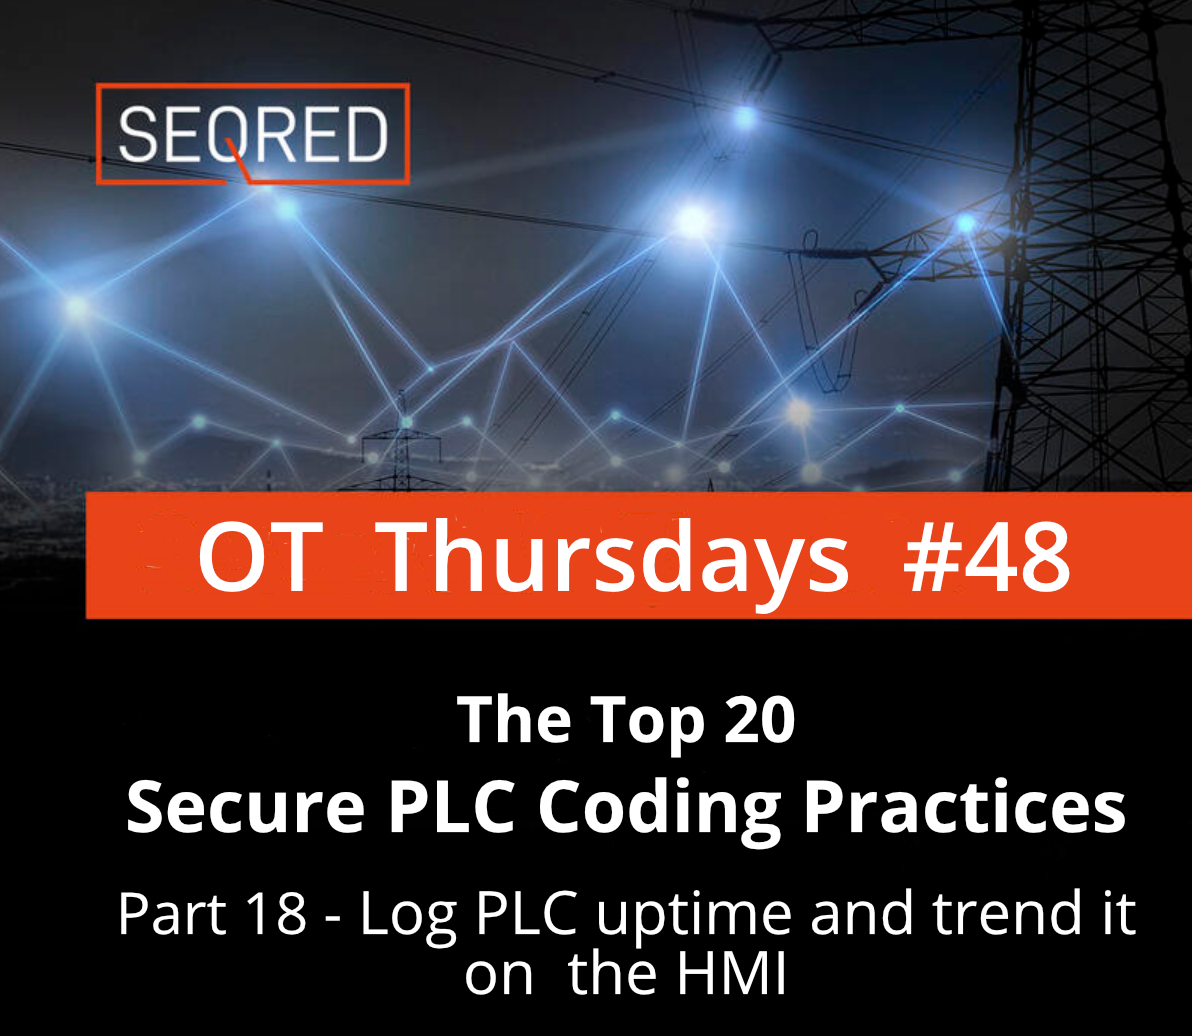 SEQRED
OT Thursdays #48
The Top 20
Secure PLC Coding Practices
Part 18 - Log PLC uptime and trend it
on the HMI